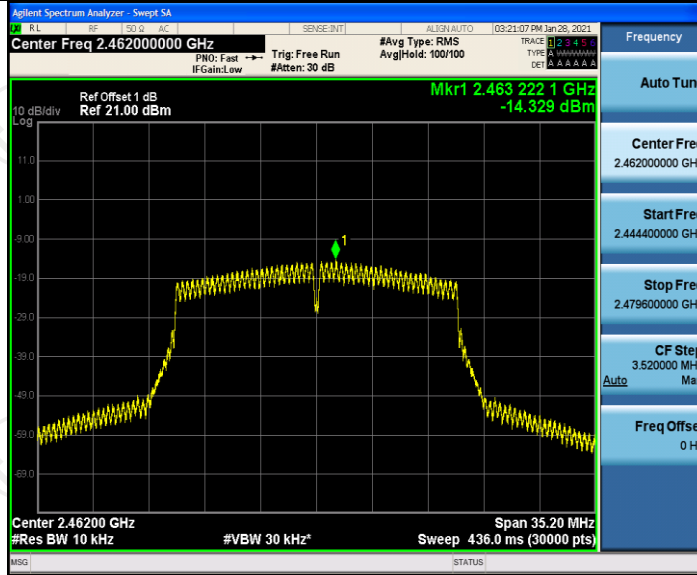 Agilent Spectrum Analyzer - Swept SA
RL RF 50 Ω AC SENSE:INT ALIGN AUTO 03:21:07 PM Jan 28, 2021
Center Freq 2.462000000 GHz
#Avg Type: RMS
TRACE 1 2 3 4 5 6
PNO: Fast
Trig: Free Run
Avg|Hold: 100/100
TYPE A WWWWW
IFGain:Low
#Atten: 30 dB
DET A A A A A A
Mkr1 2.463 222 1 GHz
-14.329 dBm
Ref Offset 1 dB
10 dB/div Ref 21.00 dBm
Log
11.0
1.00
-9.00
-19.0
-29.0
-39.0
-49.0
-59.0
-69.0
1
Center 2.46200 GHz Span 35.20 MHz
#Res BW 10 kHz #VBW 30 kHz* Sweep 436.0 ms (30000 pts)
MSG STATUS
Frequency
Auto Tun
Center Fre
2.462000000 GH
Start Fre
2.444400000 GH
Stop Fre
2.479600000 GH
CF Ste
3.520000 MH
Auto Ma
Freq Offse
0 H